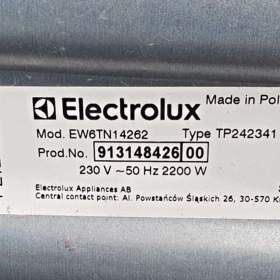 Electrolux Made in Pol
Mod. EW6TN14262 Type TP242341
Prod.No. 913148426 00
230 V ~50 Hz 2200 W
Electrolux Appliances AB
Central contact point: Al. Powstańców Śląskich 26, 30-570 K